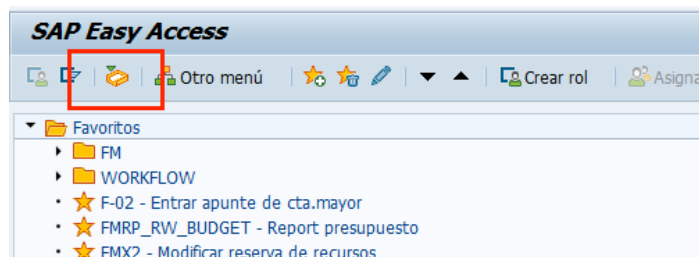 SAP Easy Access
Otro menú Crear rol Asigna
Favoritos
FM
WORKFLOW
F-02 - Entrar apunte de cta.mayor
FMRP_RW_BUDGET - Report presupuesto
FMX2 - Modificar reserva de recursos